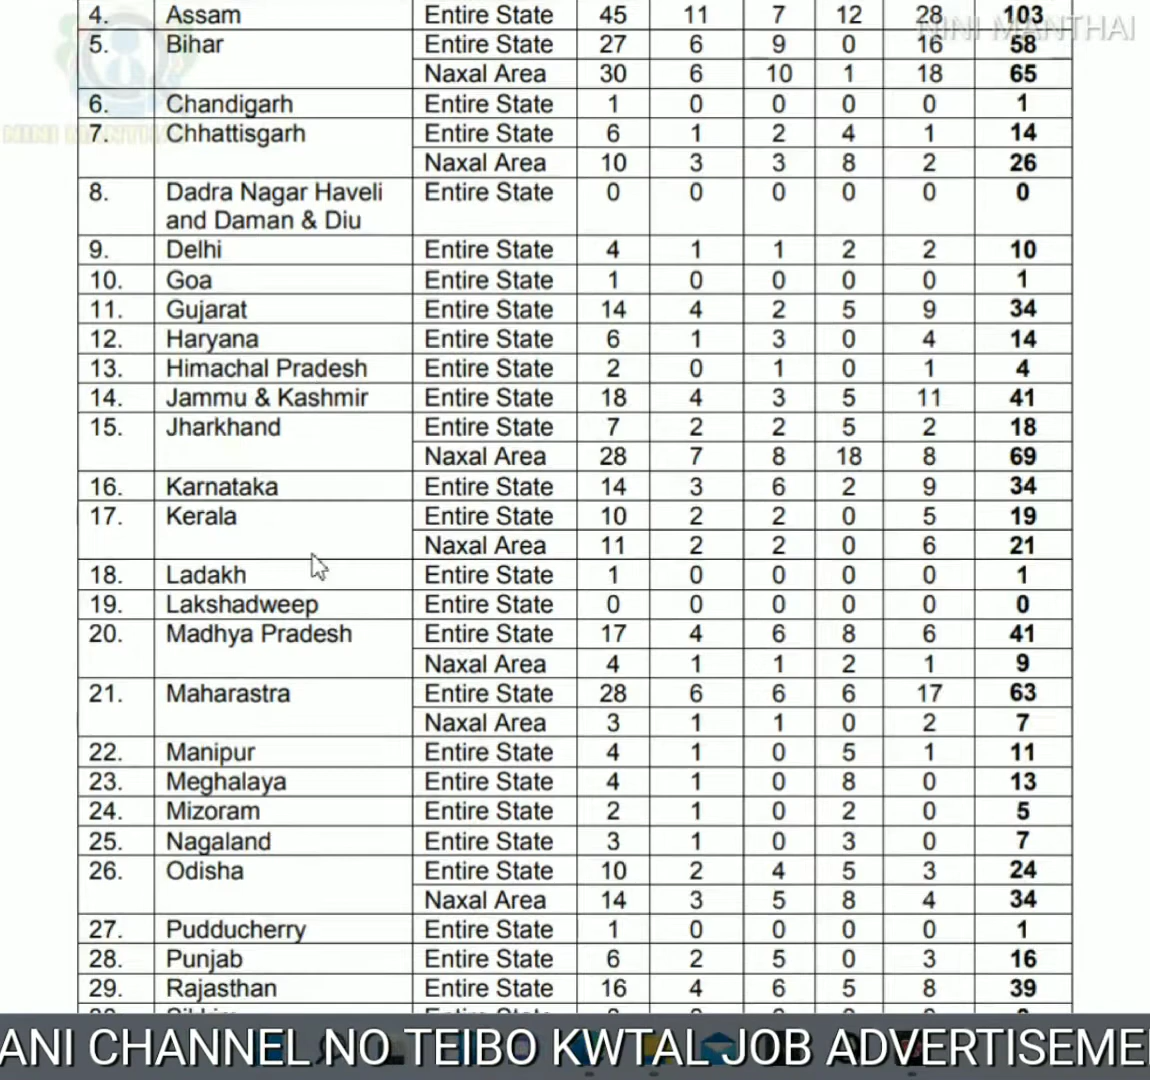 4. Assam Entire State 45 11 7 12 28 103
NINI MANTHAI
5. Bihar Entire State 27 6 9 0 16 58
Naxal Area 30 6 10 1 18 65
6. Chandigarh Entire State 1 0 0 0 0 1
NINI MANTHAI
7. Chhattisgarh Entire State 6 1 2 4 1 14
Naxal Area 10 3 3 8 2 26
8. Dadra Nagar Haveli Entire State 0 0 0 0 0 0
and Daman & Diu
9. Delhi Entire State 4 1 1 2 2 10
10. Goa Entire State 1 0 0 0 0 1
11. Gujarat Entire State 14 4 2 5 9 34
12. Haryana Entire State 6 1 3 0 4 14
13. Himachal Pradesh Entire State 2 0 1 0 1 4
14. Jammu & Kashmir Entire State 18 4 3 5 11 41
15. Jharkhand Entire State 7 2 2 5 2 18
Naxal Area 28 7 8 18 8 69
16. Karnataka Entire State 14 3 6 2 9 34
17. Kerala Entire State 10 2 2 0 5 19
Naxal Area 11 2 2 0 6 21
18. Ladakh Entire State 1 0 0 0 0 1
19. Lakshadweep Entire State 0 0 0 0 0 0
20. Madhya Pradesh Entire State 17 4 6 8 6 41
Naxal Area 4 1 1 2 1 9
21. Maharastra Entire State 28 6 6 6 17 63
Naxal Area 3 1 1 0 2 7
22. Manipur Entire State 4 1 0 5 1 11
23. Meghalaya Entire State 4 1 0 8 0 13
24. Mizoram Entire State 2 1 0 2 0 5
25. Nagaland Entire State 3 1 0 3 0 7
26. Odisha Entire State 10 2 4 5 3 24
Naxal Area 14 3 5 8 4 34
27. Pudducherry Entire State 1 0 0 0 0 1
28. Punjab Entire State 6 2 5 0 3 16
29. Rajasthan Entire State 16 4 6 5 8 39
ANI CHANNEL NO TEIBO KWTAL JOB ADVERTISEME